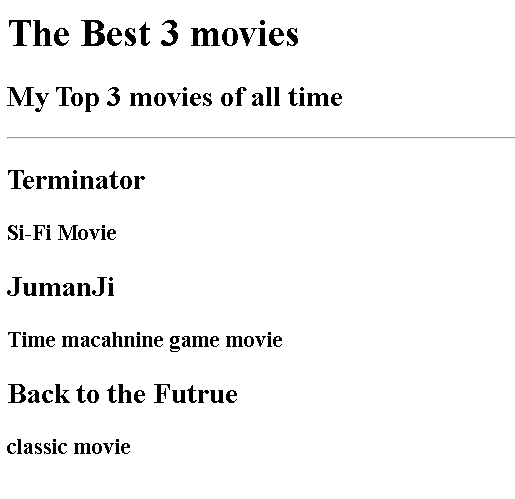 The Best 3 movies
My Top 3 movies of all time
Terminator
Si-Fi Movie
JumanJi
Time macahnine game movie
Back to the Futrue
classic movie